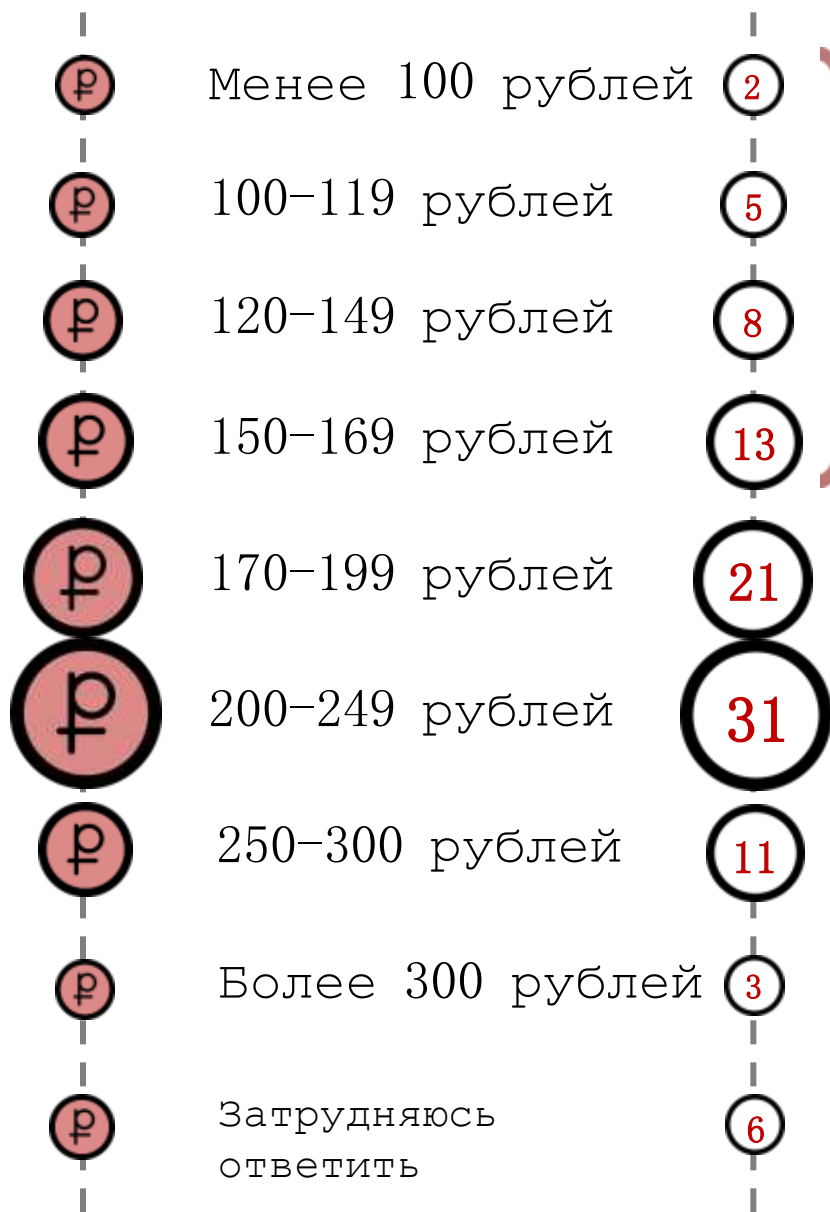 Менее 100 рублей 2
100-119 рублей 5
120-149 рублей 8
150-169 рублей 13
170-199 рублей 21
200-249 рублей 31
250-300 рублей 11
Более 300 рублей 3
Затрудняюсь
ответить 6